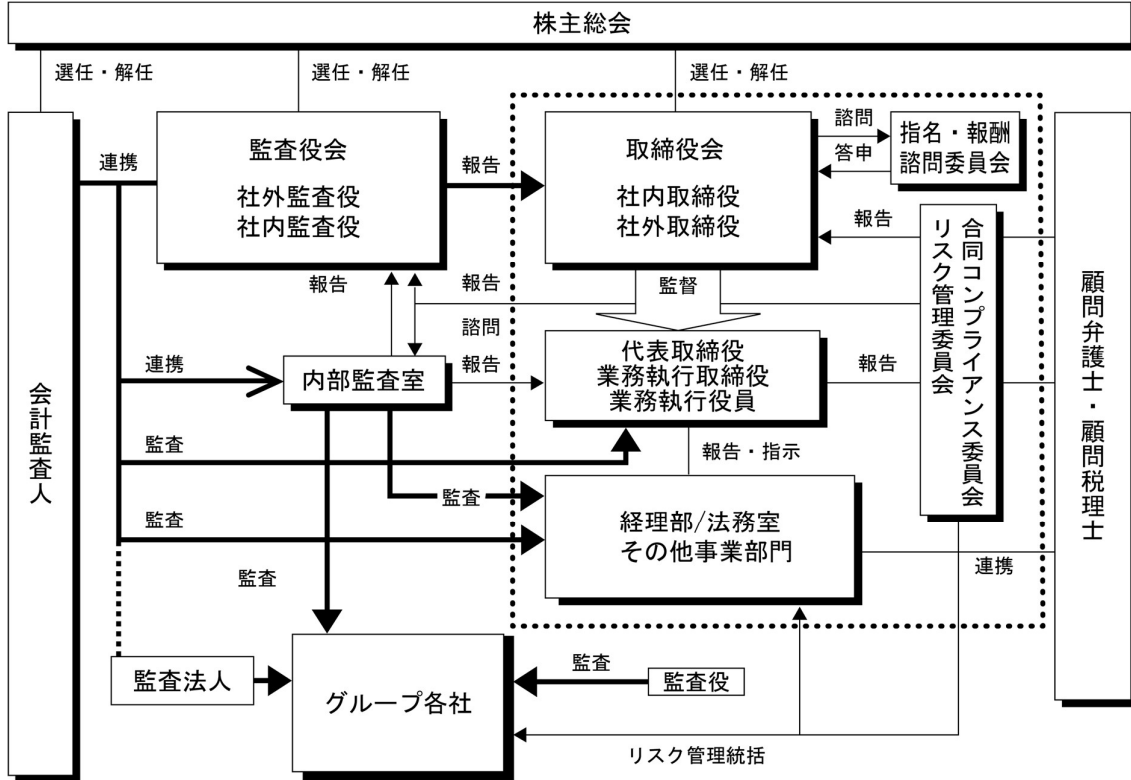 株主総会
選任・解任
選任・解任
選任・解任
会計監査人
連携
監査役会
社外監査役
社内監査役
報告
取締役会
社内取締役
社外取締役
諮問
答申
指名・報酬
諮問委員会
報告
合同コンプライアンス委員会
リスク管理委員会
顧問弁護士・顧問税理士
報告
報告
監督
諮問
連携
内部監査室
報告
代表取締役
業務執行取締役
業務執行役員
報告
監査
報告・指示
監査
監査
経理部/法務室
その他事業部門
連携
監査
監査法人
グループ各社
監査
監査役
リスク管理統括